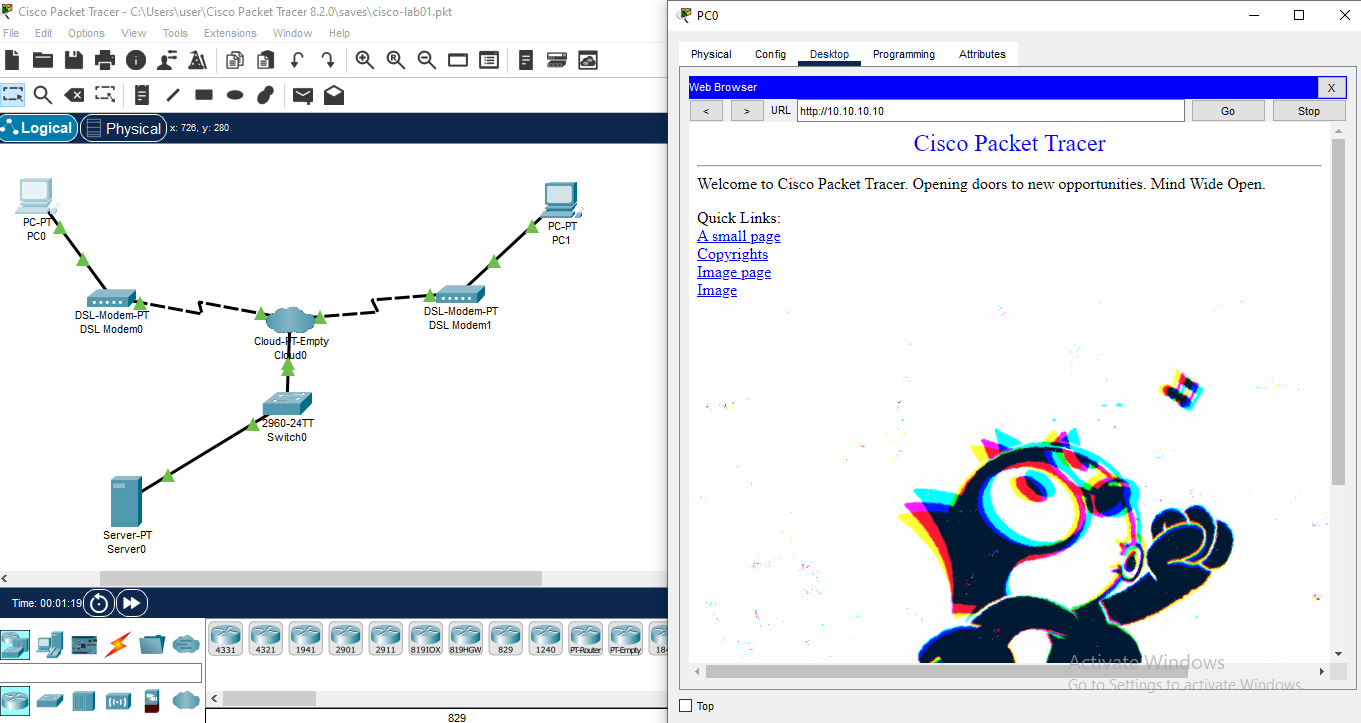 Cisco Packet Tracer - C:\Users\user\Cisco Packet Tracer 8.2.0\saves\cisco-lab01.pkt
File Edit Options View Tools Extensions Window Help
Logical Physical x: 726, y: 280
PC-PT
PC0
PC-PT
PC1
DSL-Modem-PT
DSL Modem0
DSL-Modem-PT
DSL Modem1
Cloud-PT-Empty
Cloud0
2960-24TT
Switch0
Server-PT
Server0
Time: 00:01:19
4331 4321 1941 2901 2911 819IOX 819HGW 829 1240 PT-Router PT-Empty 184
829
PC0
Physical Config Desktop Programming Attributes
Web Browser X
< > URL http://10.10.10.10 Go Stop
Cisco Packet Tracer
Welcome to Cisco Packet Tracer. Opening doors to new opportunities. Mind Wide Open.
Quick Links:
A small page
Copyrights
Image page
Image
Activate Windows
Go to Settings to activate Windows.
Top